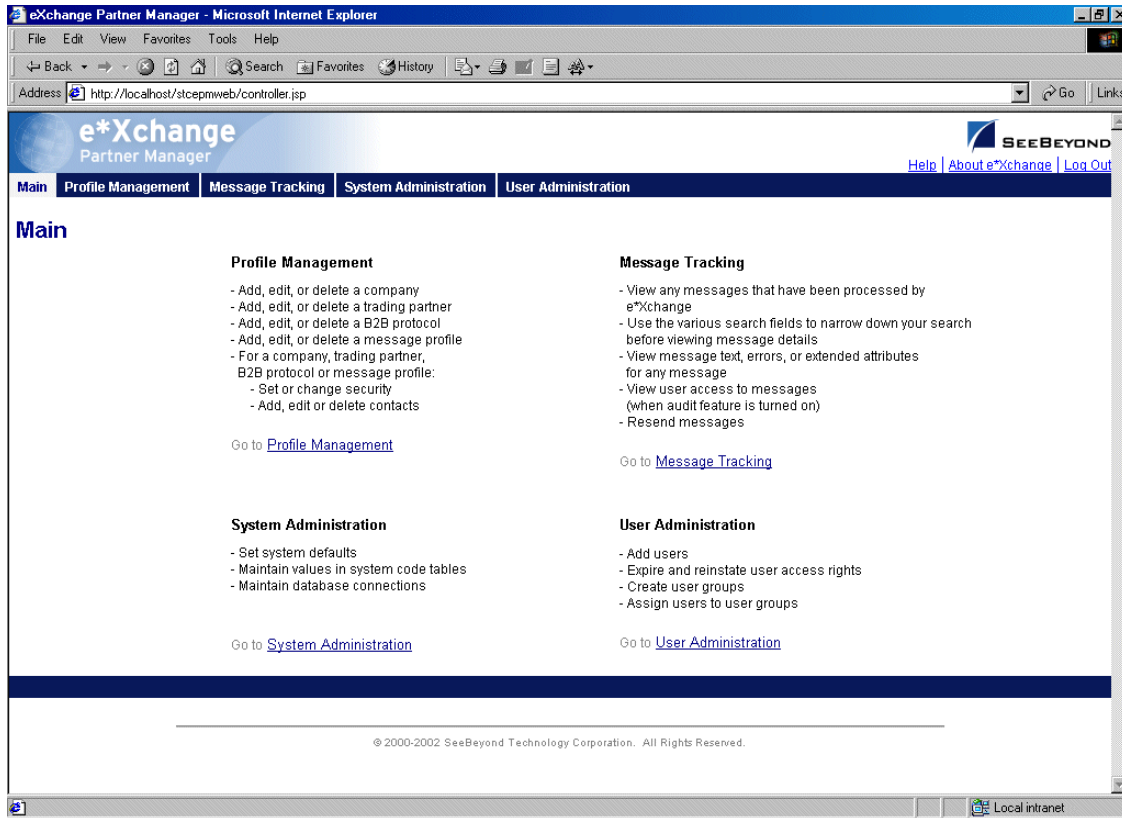 eXchange Partner Manager - Microsoft Internet Explorer
File Edit View Favorites Tools Help
Back Search Favorites History
Address http://localhost/stcepmweb/controller.jsp Go Links
e*Xchange
Partner Manager
SEEBEYOND
Help | About e*Xchange | Log Out
Main Profile Management Message Tracking System Administration User Administration
Main
Profile Management
- Add, edit, or delete a company
- Add, edit, or delete a trading partner
- Add, edit, or delete a B2B protocol
- Add, edit, or delete a message profile
- For a company, trading partner,
B2B protocol or message profile:
- Set or change security
- Add, edit or delete contacts
Go to Profile Management
Message Tracking
- View any messages that have been processed by
e*Xchange
- Use the various search fields to narrow down your search
before viewing message details
- View message text, errors, or extended attributes
for any message
- View user access to messages
(when audit feature is turned on)
- Resend messages
Go to Message Tracking
System Administration
- Set system defaults
- Maintain values in system code tables
- Maintain database connections
Go to System Administration
User Administration
- Add users
- Expire and reinstate user access rights
- Create user groups
- Assign users to user groups
Go to User Administration
© 2000-2002 SeeBeyond Technology Corporation. All Rights Reserved.
Local intranet